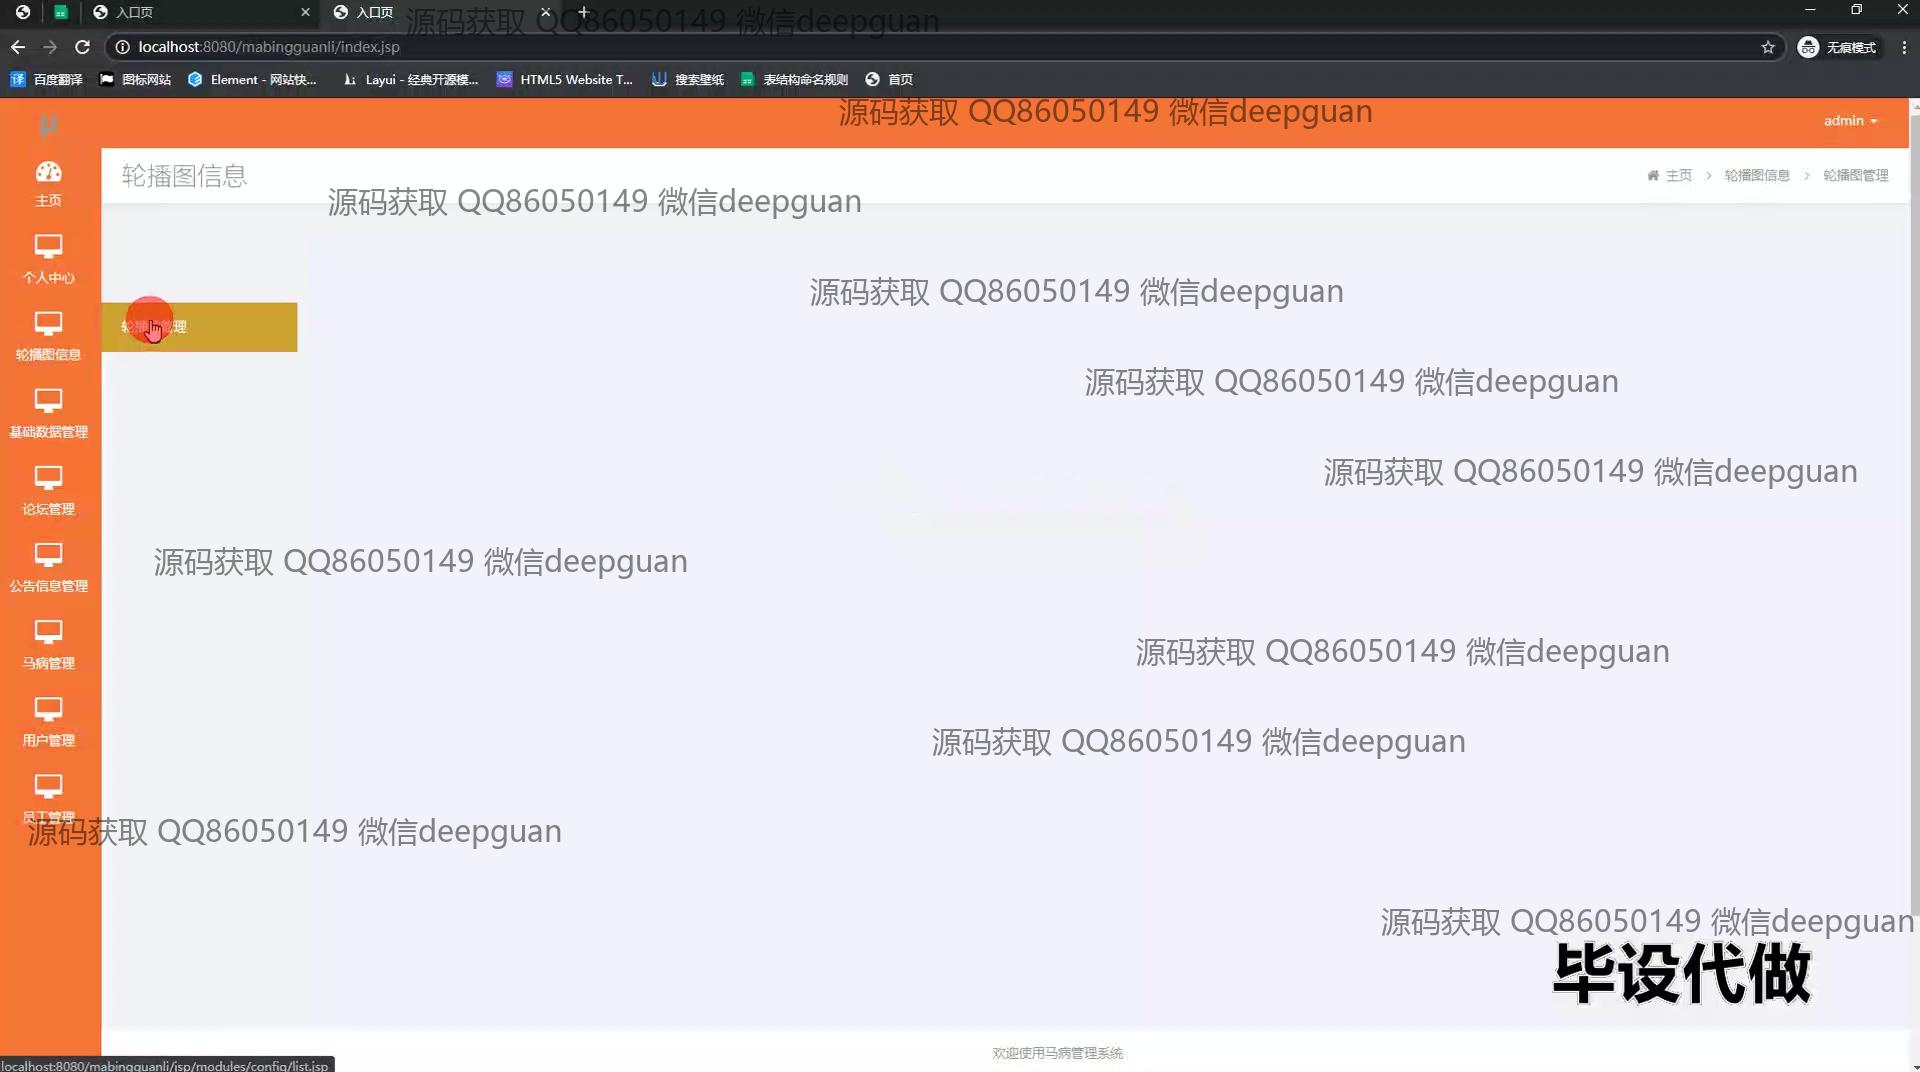 入口页
入口页
localhost:8080/mabingguanli/index.jsp
无痕模式
百度翻译 图标网站 Element - 网站快... Layui - 经典开源模... HTML5 Website T... 搜索壁纸 表结构命名规则 首页
源码获取 QQ86050149 微信deepguan
源码获取 QQ86050149 微信deepguan
admin
轮播图信息
主页 > 轮播图信息 > 轮播图管理
源码获取 QQ86050149 微信deepguan
主页
个人中心
源码获取 QQ86050149 微信deepguan
轮播图管理
轮播图信息
源码获取 QQ86050149 微信deepguan
基础数据管理
源码获取 QQ86050149 微信deepguan
论坛管理
源码获取 QQ86050149 微信deepguan
公告信息管理
源码获取 QQ86050149 微信deepguan
马病管理
用户管理
源码获取 QQ86050149 微信deepguan
员工管理
源码获取 QQ86050149 微信deepguan
源码获取 QQ86050149 微信deepguan
毕设代做
欢迎使用马病管理系统
localhost:8080/mabingguanli/jsp/modules/config/list.jsp